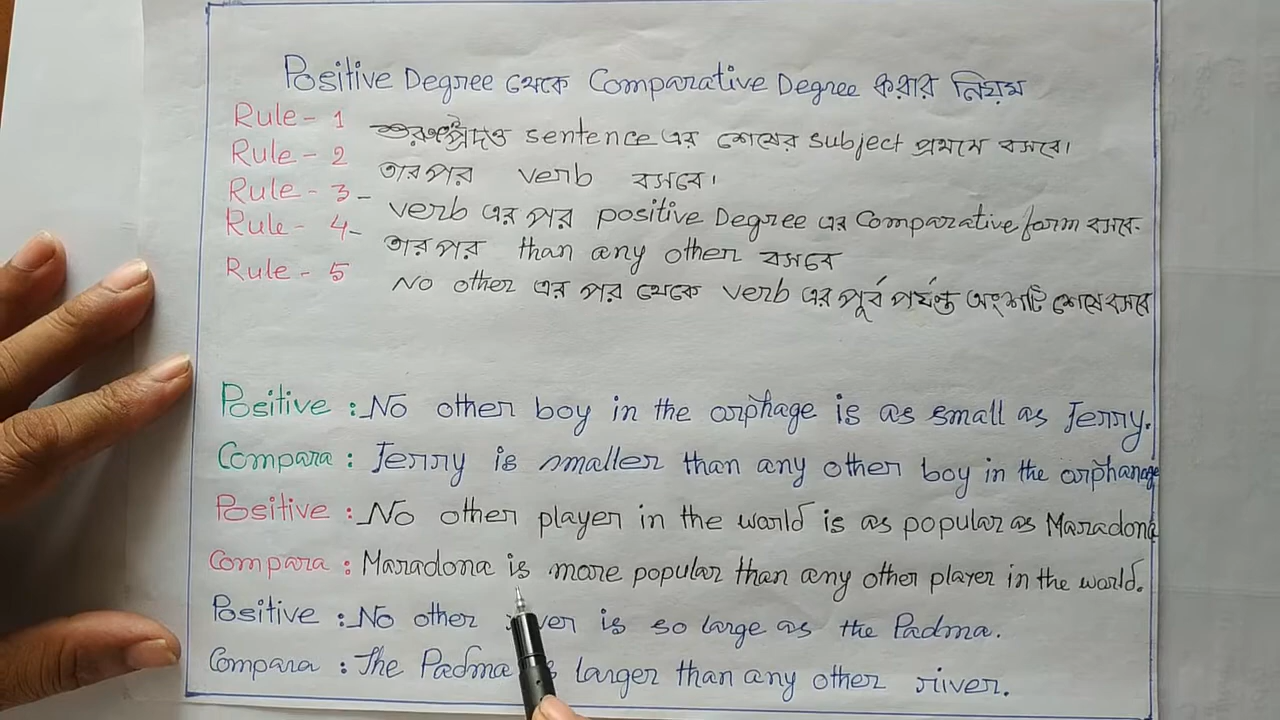 Positive Degree থেকে Comparative Degree করার নিয়ম
Rule - 1 sentence এর শেষের subject প্রথমে বসবে।
Rule - 2 তারপর verb বসবে।
Rule - 3 - verb এর পর positive Degree এর Comparative form বসবে-
Rule - 4 - তারপর than any other বসবে
Rule - 5 No other এর পর থেকে verb এর পূর্ব পর্যন্ত অংশটি শেষে বসবে
Positive : No other boy in the orphage is as small as Jerry.
Compara : Jerry is smaller than any other boy in the orphanage
Positive : No other player in the world is as popular as Maradona
Compara : Maradona is more popular than any other player in the world.
Positive : No other is so large as the Padma.
Compara : The Padma larger than any other river.